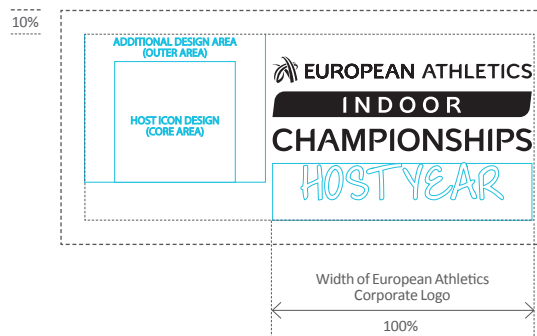 10%
ADDITIONAL DESIGN AREA
(OUTER AREA)
HOST ICON DESIGN
(CORE AREA)
EUROPEAN ATHLETICS
INDOOR
CHAMPIONSHIPS
HOST YEAR
Width of European Athletics
Corporate Logo
100%